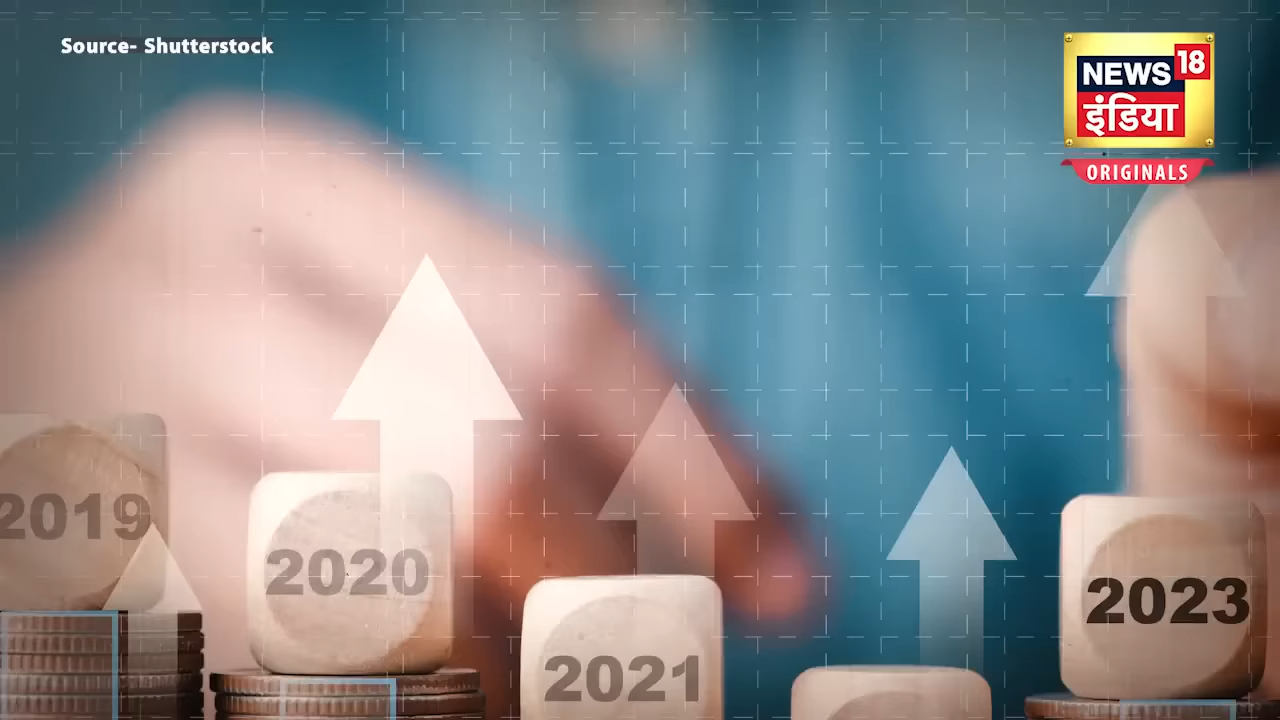 Source- Shutterstock
NEWS 18
इंडिया
ORIGINALS
2019
2020
2021
2023